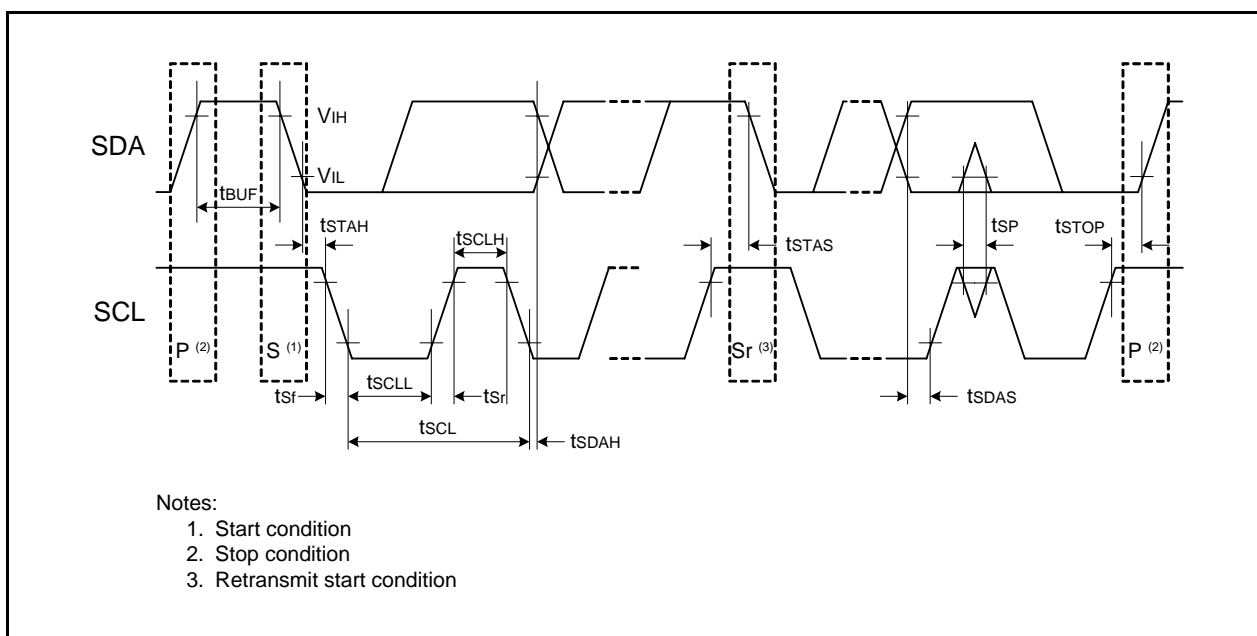 VIH
SDA
VIL
tBUF
tSTAH
tSCLH
tSTAS
tSP
tSTOP
SCL
P (2)
S (1)
Sr (3)
P (2)
tSCLL
tSf
tSr
tSDAS
tSCL
tSDAH
Notes:
1. Start condition
2. Stop condition
3. Retransmit start condition